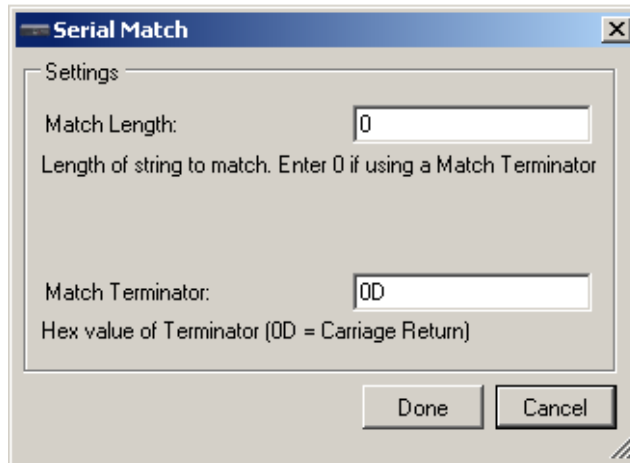 Serial Match
Settings
Match Length:
0
Length of string to match. Enter 0 if using a Match Terminator
Match Terminator:
0D
Hex value of Terminator (0D = Carriage Return)
Done
Cancel